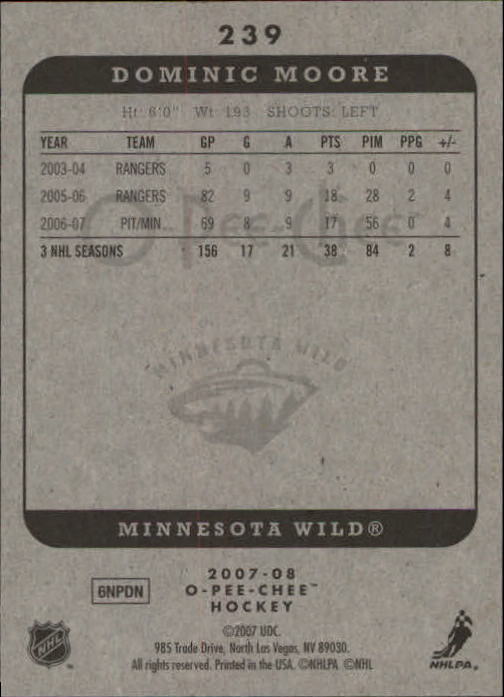 239
DOMINIC MOORE
Ht: 6'0" Wt: 193 SHOOTS: LEFT
YEAR TEAM GP G A PTS PIM PPG +/-
2003-04 RANGERS 5 0 3 3 0 0 0
2005-06 RANGERS 82 9 9 18 28 2 4
2006-07 PIT/MIN 69 8 9 17 56 0 4
3 NHL SEASONS 156 17 21 38 84 2 8
O-Pee-Chee
MINNESOTA WILD
MINNESOTA WILD®
2007-08
6NPDN
O-PEE-CHEE™
HOCKEY
©2007 UDC.
985 Trade Drive, North Las Vegas, NV 89030.
All rights reserved. Printed in the USA. ©NHLPA ©NHL
NHL
NHLPA